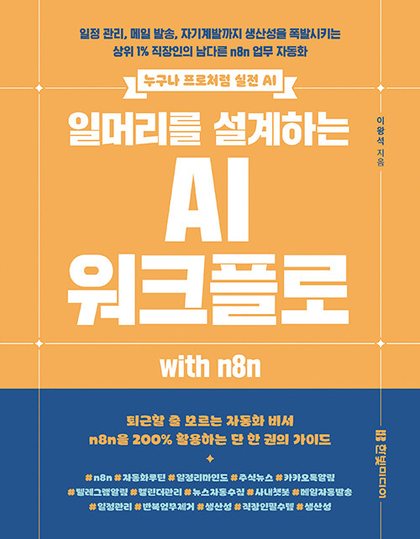 일정 관리, 메일 발송, 자기계발까지 생산성을 폭발시키는
상위 1% 직장인의 남다른 n8n 업무 자동화
누구나 프로처럼 실전 AI
일머리를 설계하는
AI
워크플로
with n8n
이왕석 지음
퇴근할 줄 모르는 자동화 비서
n8n을 200% 활용하는 단 한 권의 가이드
#n8n #자동화루틴 #일정리마인드 #주식뉴스 #카카오톡알림
#텔레그램알림 #캘린더관리 #뉴스자동수집 #사내챗봇 #메일자동발송
#일정관리 #반복업무제거 #생산성 #직장인필수템 #생산성
한빛미디어